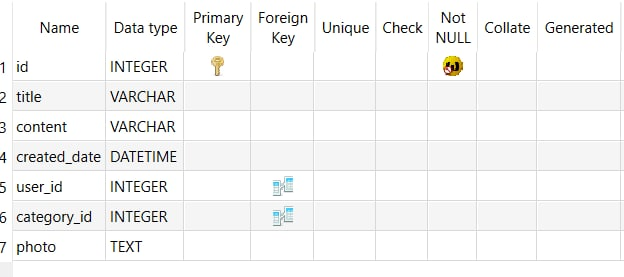 Name Data type Primary Key Foreign Key Unique Check Not NULL Collate Generated
1 id INTEGER
2 title VARCHAR
3 content VARCHAR
4 created_date DATETIME
5 user_id INTEGER
6 category_id INTEGER
7 photo TEXT